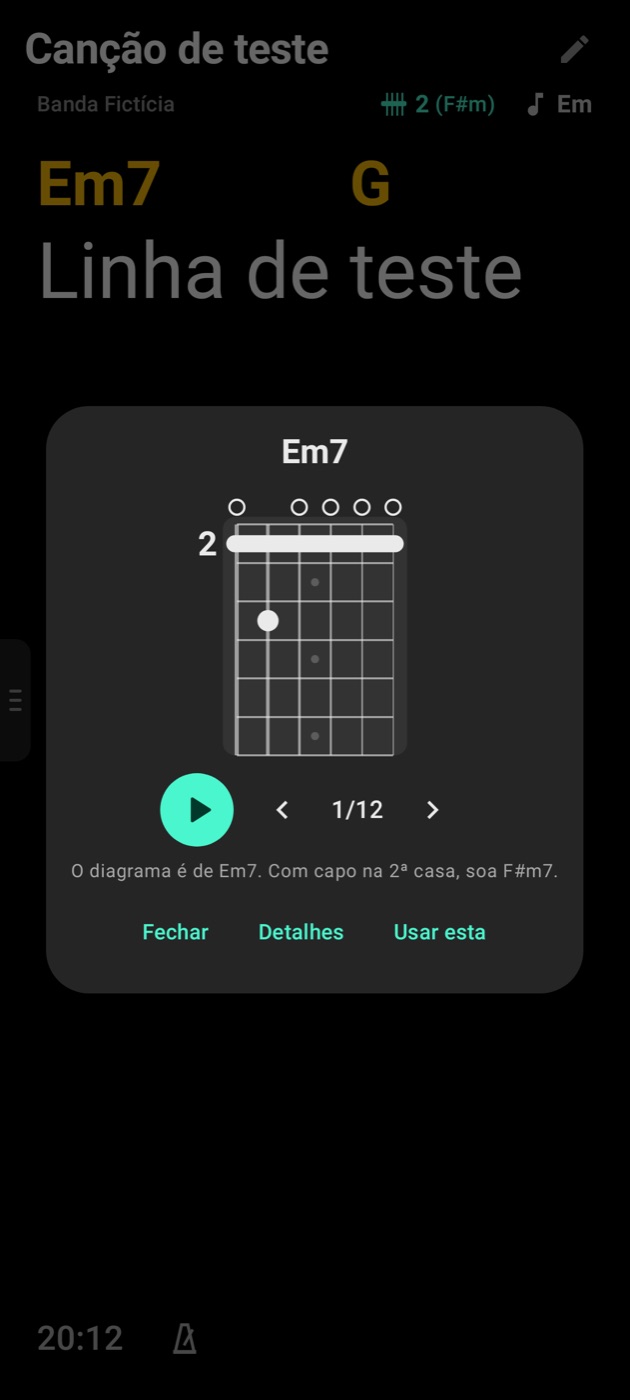 Canção de teste
Banda Fictícia 2 (F#m) Em
Em7 G
Linha de teste
Em7
2
1/12
O diagrama é de Em7. Com capo na 2ª casa, soa F#m7.
Fechar Detalhes Usar esta
20:12